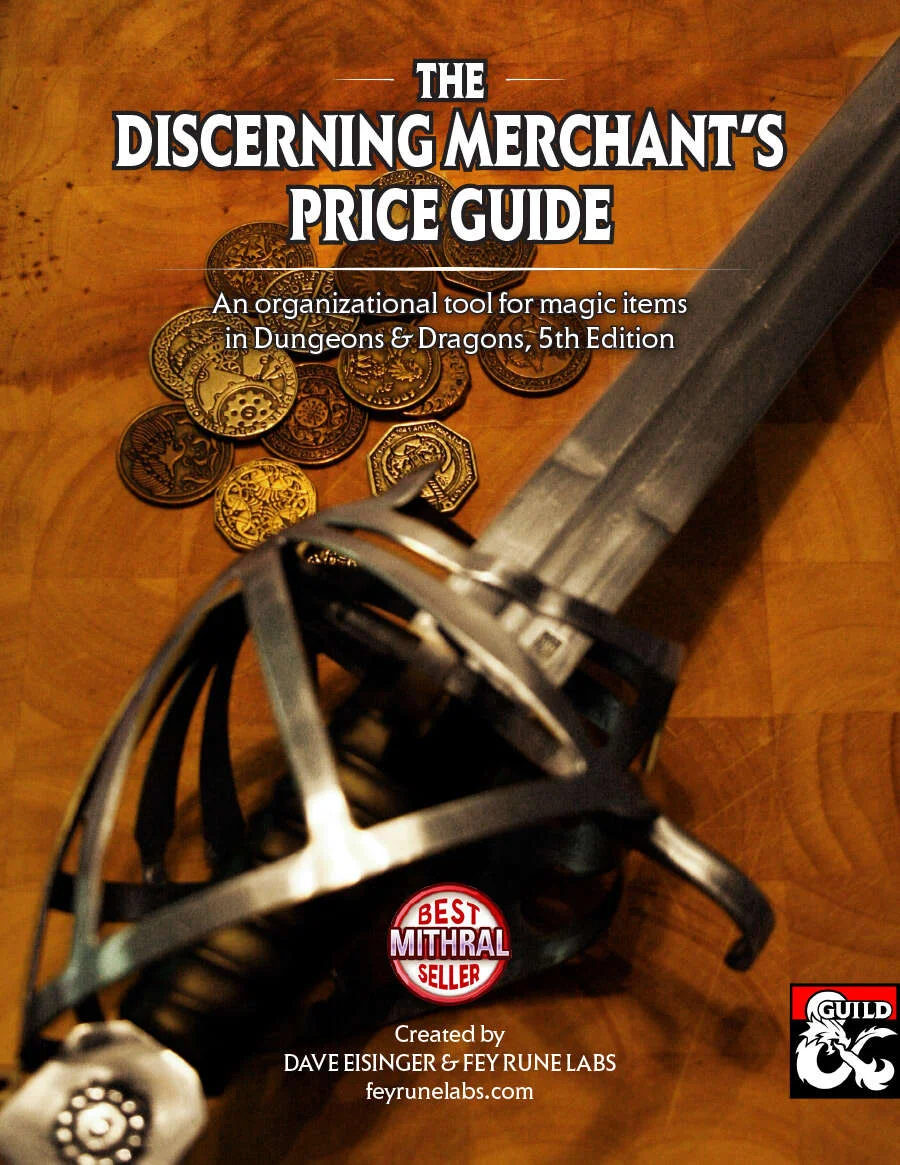 THE
DISCERNING MERCHANT'S
PRICE GUIDE
An organizational tool for magic items
in Dungeons & Dragons, 5th Edition
BEST
MITHRAL
SELLER
GUILD
Created by
DAVE EISINGER & FEY RUNE LABS
feyrunelabs.com